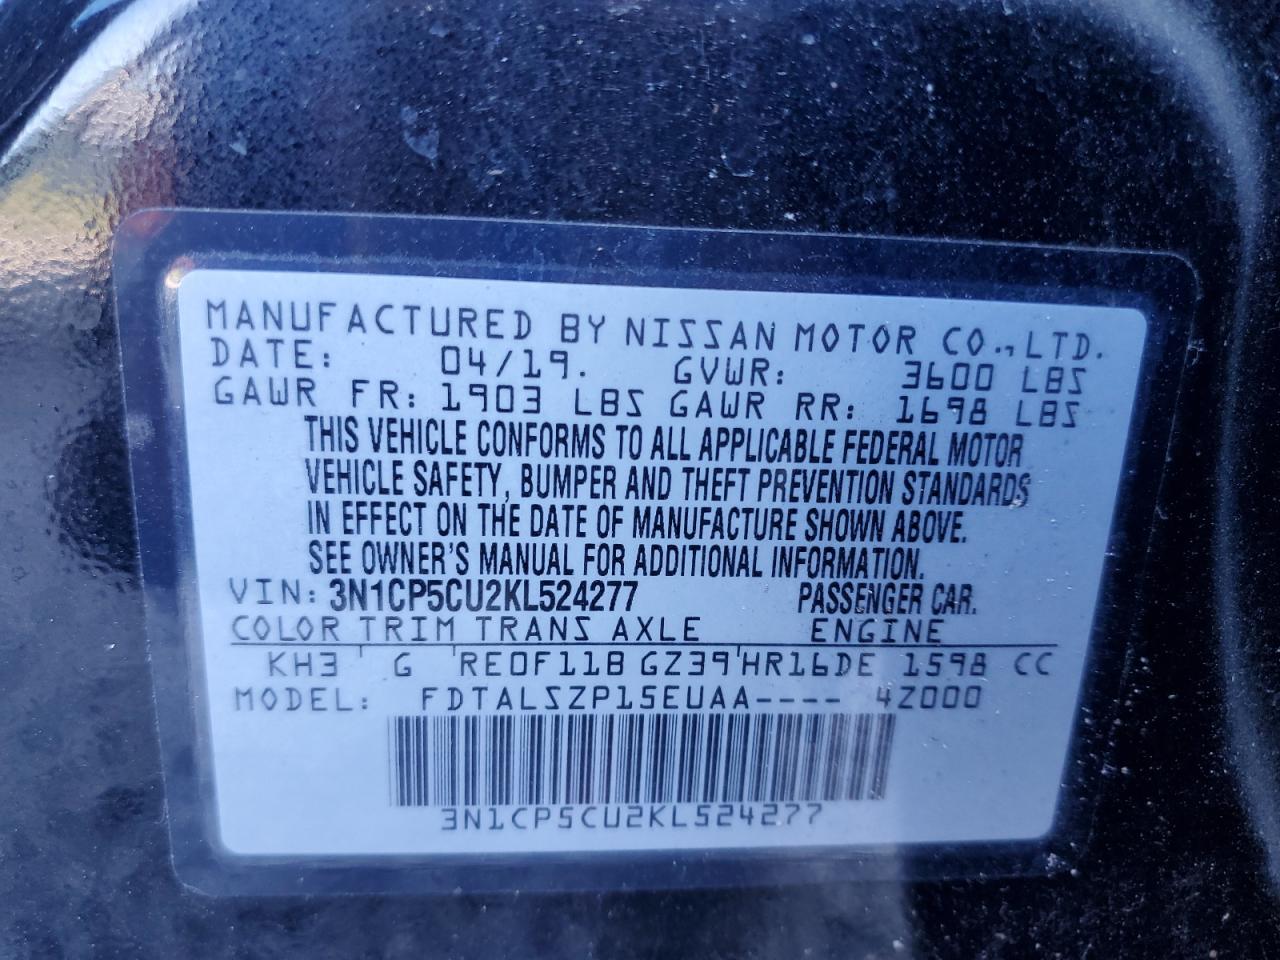 MANUFACTURED BY NISSAN MOTOR CO., LTD.
DATE: 04/19. GVWR: 3600 LBS
GAWR FR: 1903 LBS GAWR RR: 1698 LBS
THIS VEHICLE CONFORMS TO ALL APPLICABLE FEDERAL MOTOR
VEHICLE SAFETY, BUMPER AND THEFT PREVENTION STANDARDS
IN EFFECT ON THE DATE OF MANUFACTURE SHOWN ABOVE.
SEE OWNER'S MANUAL FOR ADDITIONAL INFORMATION.
VIN: 3N1CP5CU2KL524277 PASSENGER CAR.
COLOR TRIM TRANS AXLE ENGINE
KH3 G RE0F11B GZ39 HR16DE 1598 CC
MODEL: FDTALSZP15EUAA---- 4Z000
3N1CP5CU2KL524277